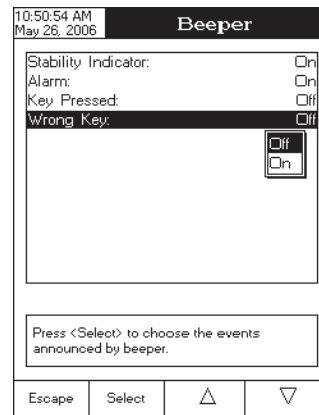 10:50:54 AM
May 26, 2006
Beeper
Stability Indicator: On
Alarm: On
Key Pressed: Off
Wrong Key: Off
Off
On
Press <Select> to choose the events
announced by beeper.
Escape Select △ ▽